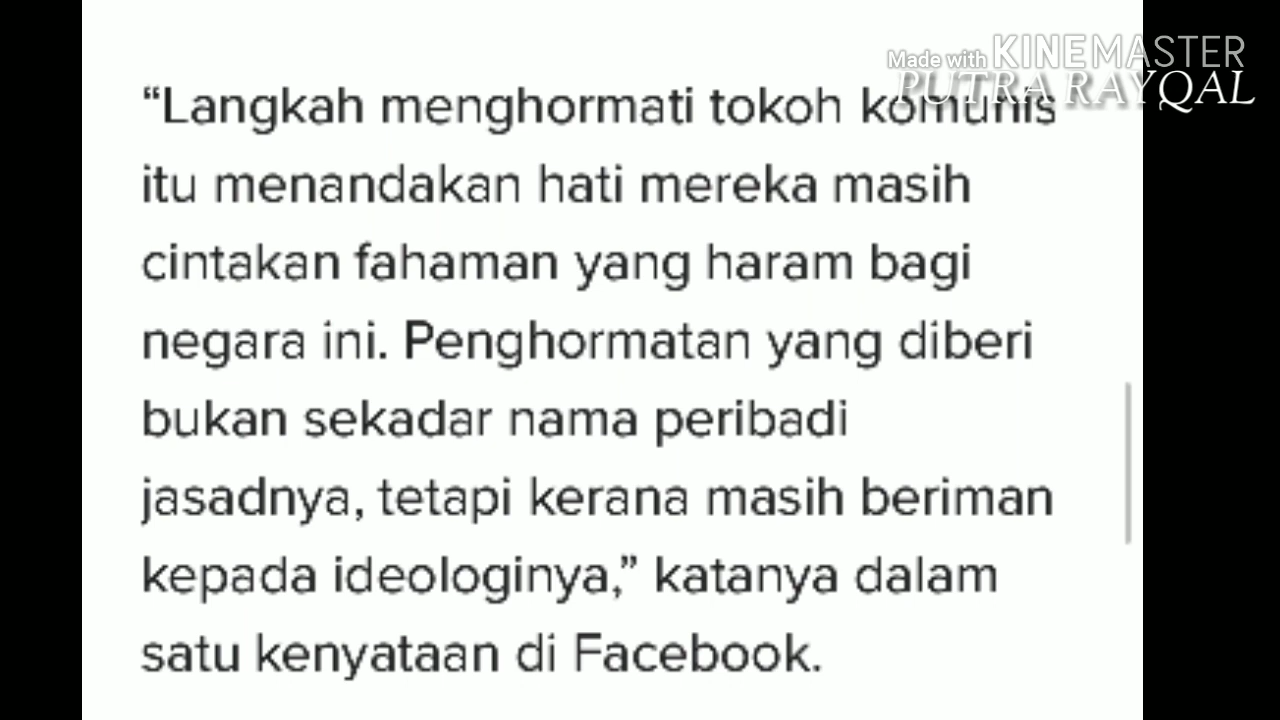 Made with KINEMASTER
PUTRA RAYQAL
“Langkah menghormati tokoh komunis
itu menandakan hati mereka masih
cintakan fahaman yang haram bagi
negara ini. Penghormatan yang diberi
bukan sekadar nama peribadi
jasadnya, tetapi kerana masih beriman
kepada ideologinya,” katanya dalam
satu kenyataan di Facebook.